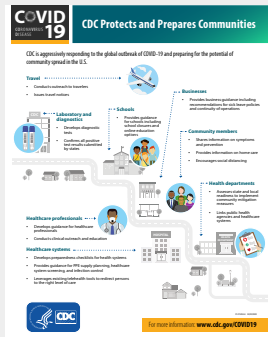 COVID
CORONAVIRUS
DISEASE
19
CDC Protects and Prepares Communities
CDC is aggressively responding to the global outbreak of COVID-19 and preparing for the potential of
community spread in the U.S.
Travel
• Conducts outreach to travelers
• Issues travel notices
Laboratory and
diagnostics
• Develops diagnostic
tests
• Confirms all positive
test results submitted
by states
Schools
• Provides guidance
for schools including
school closures and
online education
options
Businesses
• Provides business guidance including
recommendations for sick leave policies
and continuity of operations
Community members
• Shares information on symptoms
and prevention
• Provides information on home care
• Encourages social distancing
Health departments
• Assesses state and local
readiness to implement
community mitigation
measures
• Links public health
agencies and healthcare
systems
Healthcare professionals
• Develops guidance for healthcare
professionals
• Conducts clinical outreach and education
Healthcare systems
• Develops preparedness checklists for health systems
• Provides guidance for PPE supply planning, healthcare
system screening, and infection control
• Leverages existing telehealth tools to redirect persons
to the right level of care
CDC
For more information: www.cdc.gov/COVID19